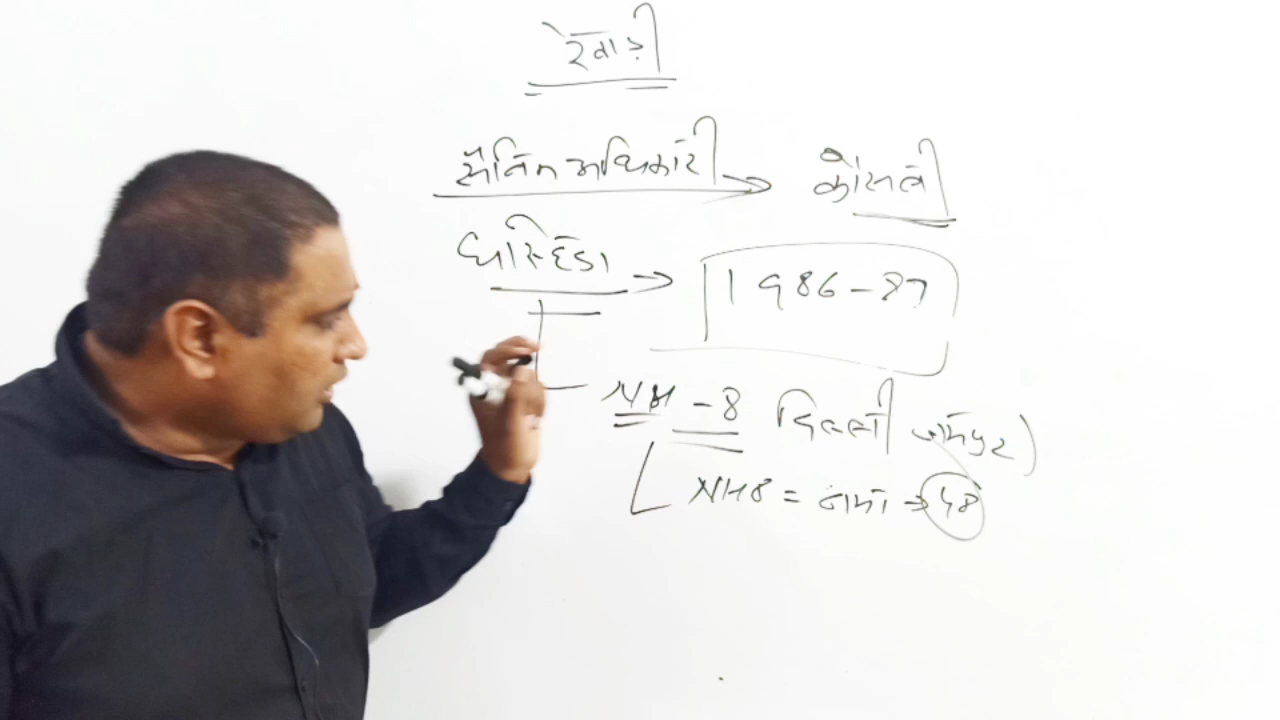 रेवाड़ी
सैनिक अधिकारी → कोसली
धारूहेडा → 1986-87
NH -8 दिल्ली जयपुर)
NH8 = नया → 48